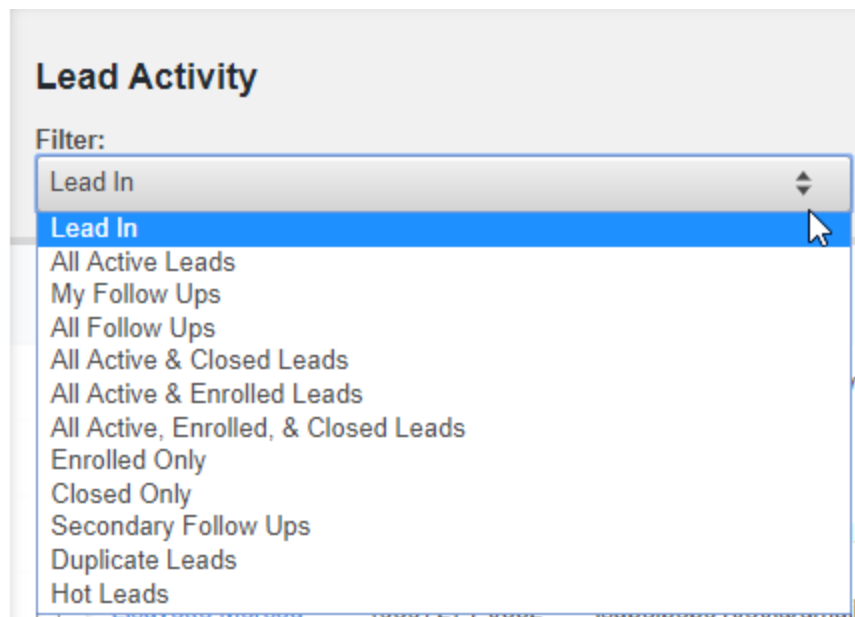 Lead Activity
Filter:
Lead In
Lead In
All Active Leads
My Follow Ups
All Follow Ups
All Active & Closed Leads
All Active & Enrolled Leads
All Active, Enrolled, & Closed Leads
Enrolled Only
Closed Only
Secondary Follow Ups
Duplicate Leads
Hot Leads